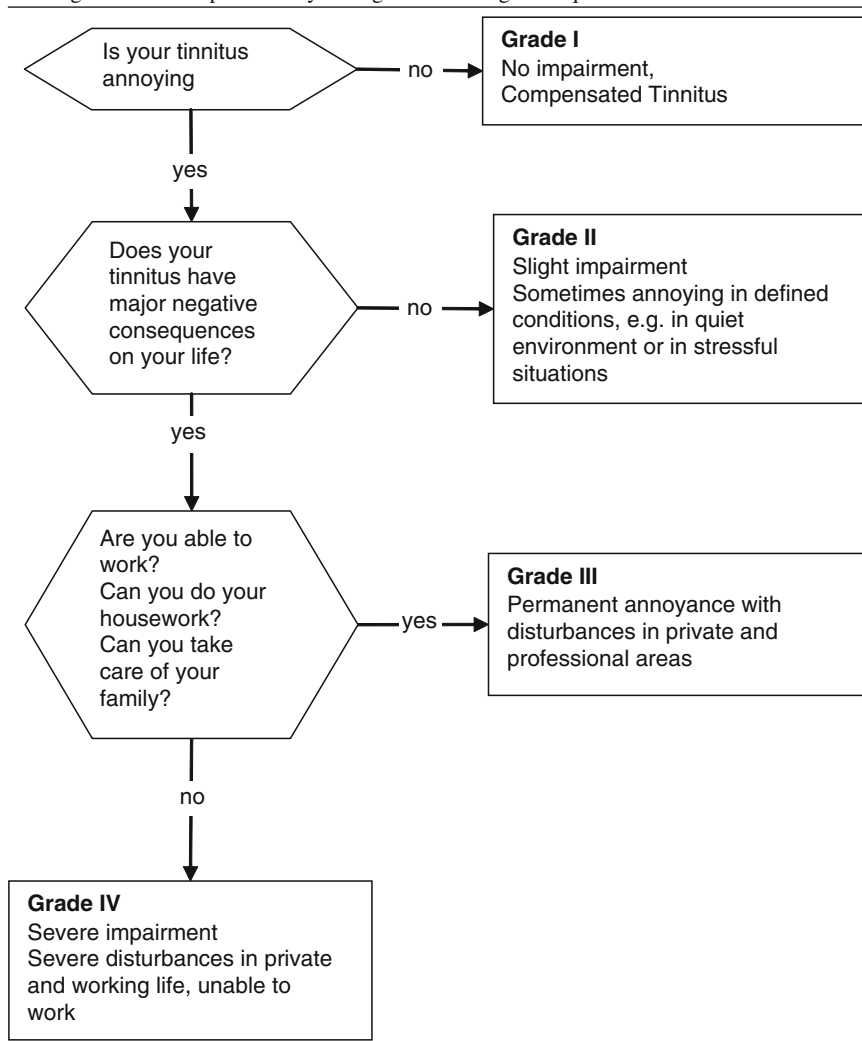 Is your tinnitus
annoying
no
Grade I
No impairment,
Compensated Tinnitus
yes
Does your
tinnitus have
major negative
consequences
on your life?
no
Grade II
Slight impairment
Sometimes annoying in defined
conditions, e.g. in quiet
environment or in stressful
situations
yes
Are you able to
work?
Can you do your
housework?
Can you take
care of your
family?
yes
Grade III
Permanent annoyance with
disturbances in private and
professional areas
no
Grade IV
Severe impairment
Severe disturbances in private
and working life, unable to
work